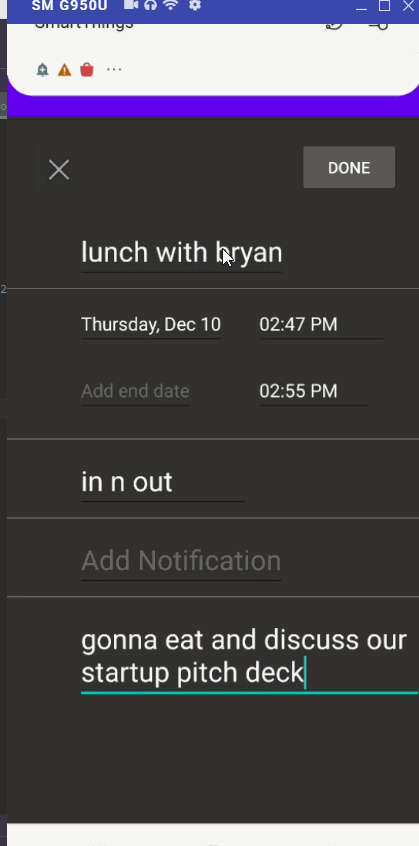 SM G950U
SmartThings
DONE
lunch with bryan
Thursday, Dec 10 02:47 PM
Add end date 02:55 PM
in n out
Add Notification
gonna eat and discuss our
startup pitch deck